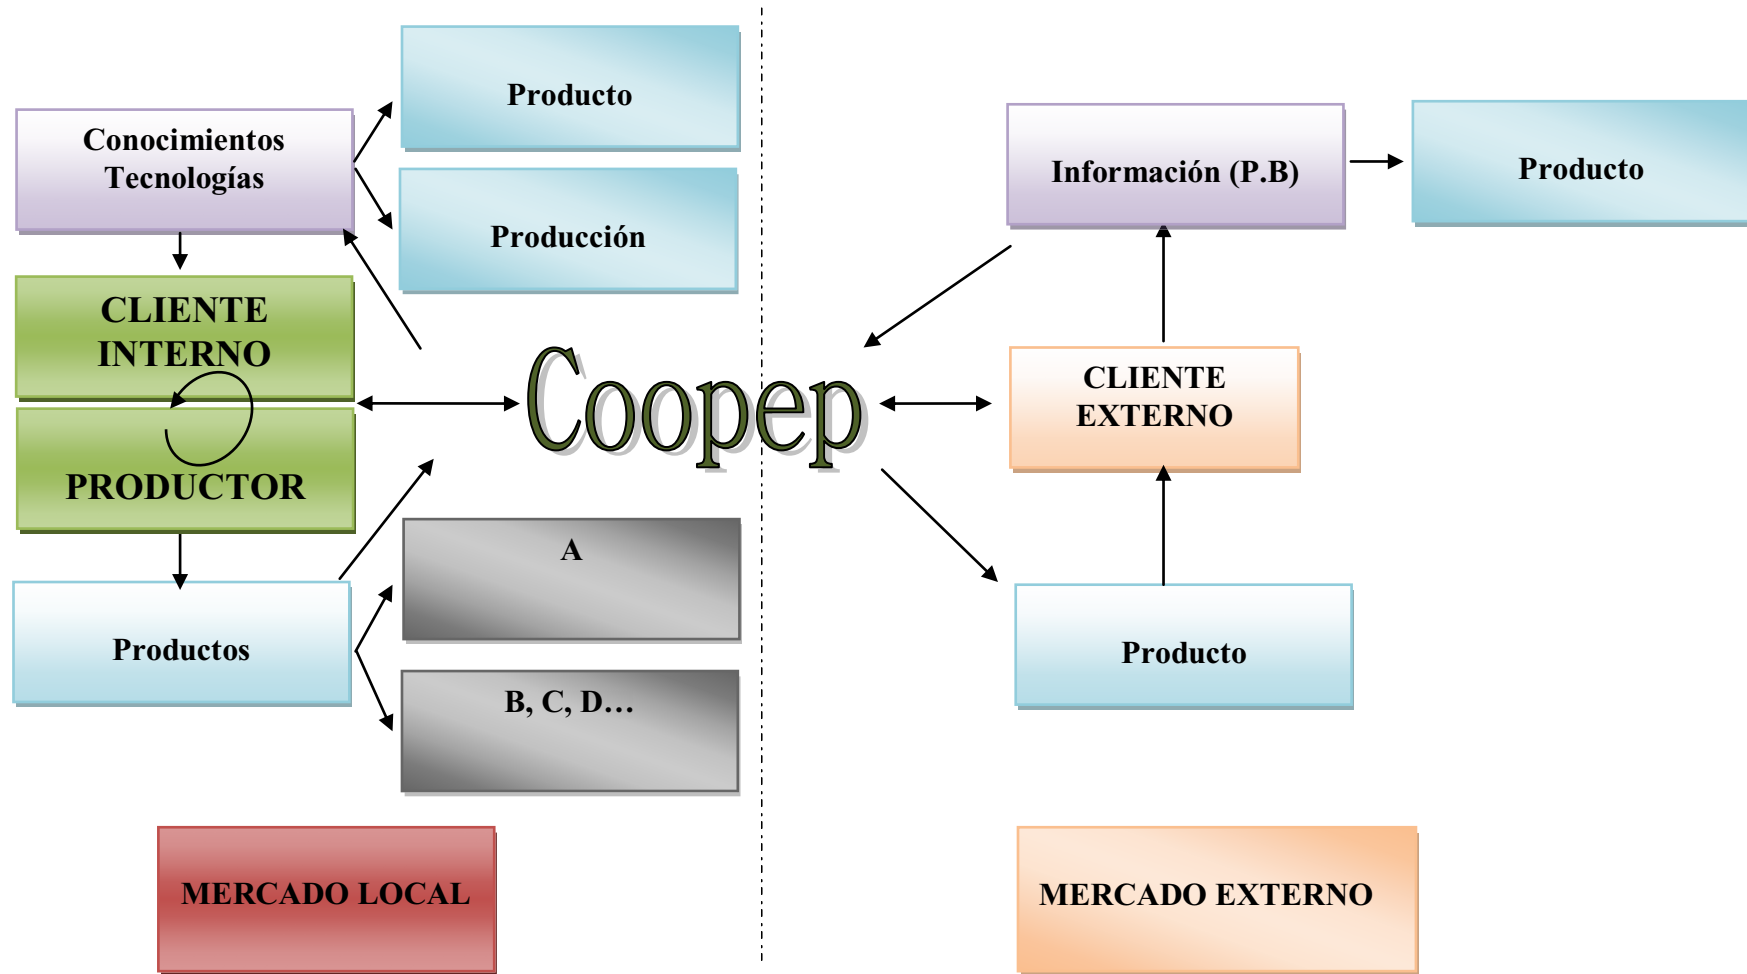 Producto
Conocimientos
Tecnologías
Producción
CLIENTE
INTERNO
PRODUCTOR
Productos
A
B, C, D…
MERCADO LOCAL
Coopep
Información (P.B)
Producto
CLIENTE
EXTERNO
Producto
MERCADO EXTERNO